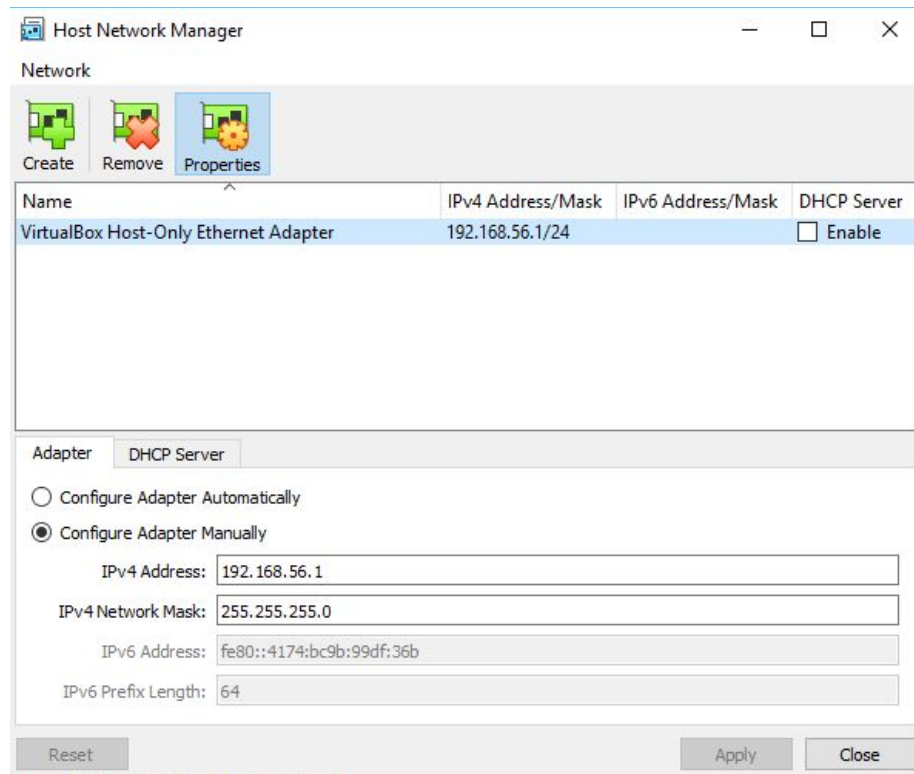 Host Network Manager
Network
Create Remove Properties
Name IPv4 Address/Mask IPv6 Address/Mask DHCP Server
VirtualBox Host-Only Ethernet Adapter 192.168.56.1/24 Enable
Adapter DHCP Server
Configure Adapter Automatically
Configure Adapter Manually
IPv4 Address: 192.168.56.1
IPv4 Network Mask: 255.255.255.0
IPv6 Address: fe80::4174:bc9b:99df:36b
IPv6 Prefix Length: 64
Reset Apply Close